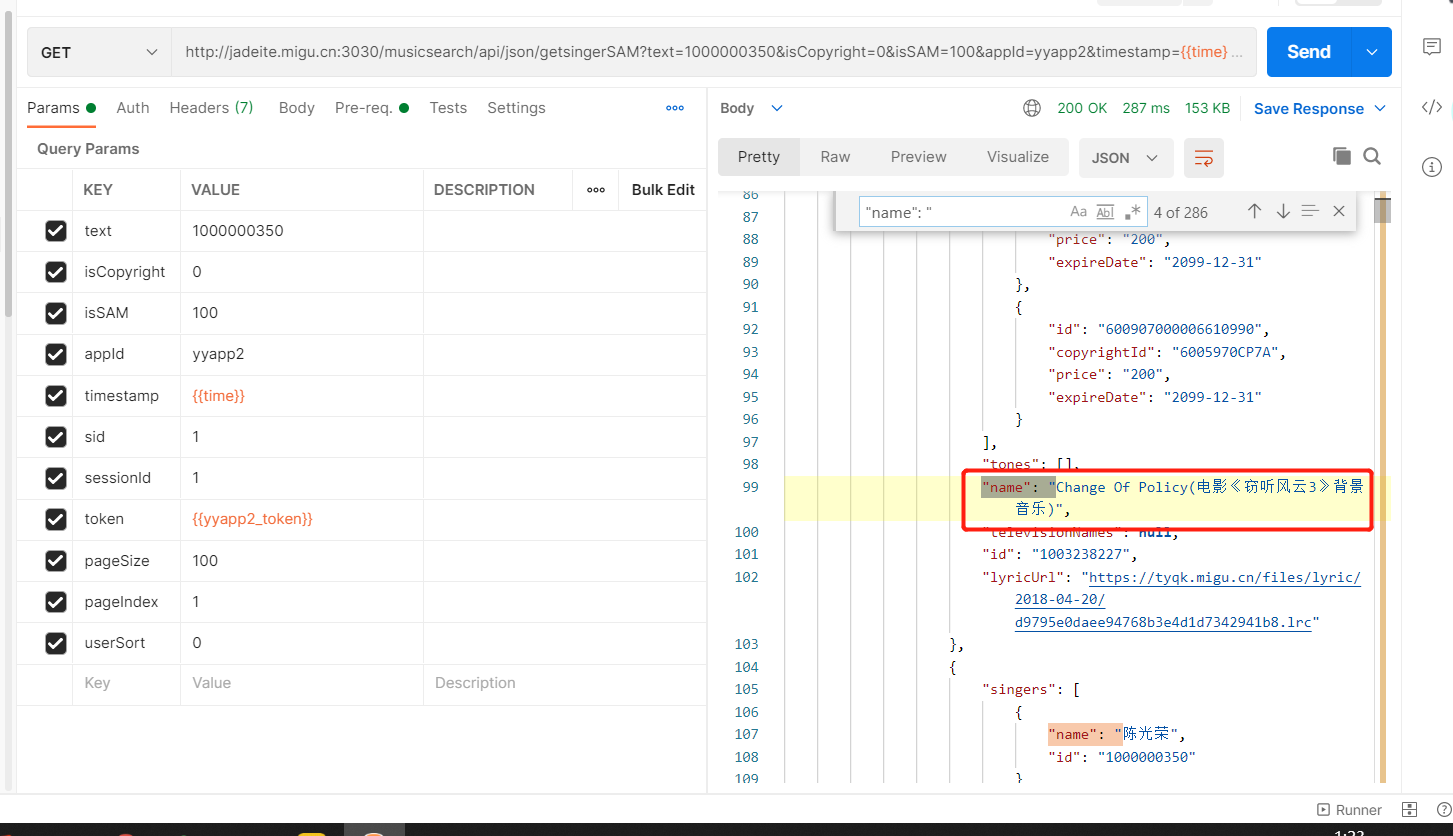 GET
http://jadeite.migu.cn:3030/musicsearch/api/json/getsingerSAM?text=1000000350&isCopyright=0&isSAM=100&appId=yyapp2&timestamp={{time} ...
Send
Params
Auth
Headers (7)
Body
Pre-req.
Tests
Settings
Query Params
KEY VALUE DESCRIPTION Bulk Edit
text 1000000350
isCopyright 0
isSAM 100
appId yyapp2
timestamp {{time}}
sid 1
sessionId 1
token {{yyapp2_token}}
pageSize 100
pageIndex 1
userSort 0
Key Value Description
Body
200 OK 287 ms 153 KB Save Response
Pretty Raw Preview Visualize JSON
"name": " Aa Abl .* 4 of 286
86
87
88 "price": "200",
89 "expireDate": "2099-12-31"
90 },
91 {
92 "id": "600907000006610990",
93 "copyrightId": "6005970CP7A",
94 "price": "200",
95 "expireDate": "2099-12-31"
96 }
97 ],
98 "tones": [],
99 "name": "Change Of Policy(电影《窃听风云3》背景
音乐)",
100 "televisionNames": null,
101 "id": "1003238227",
102 "lyricUrl": "https://tyqk.migu.cn/files/lyric/
2018-04-20/
d9795e0daee94768b3e4d1d7342941b8.lrc"
103 },
104 {
105 "singers": [
106 {
107 "name": "陈光荣",
108 "id": "1000000350"
109 }
Runner